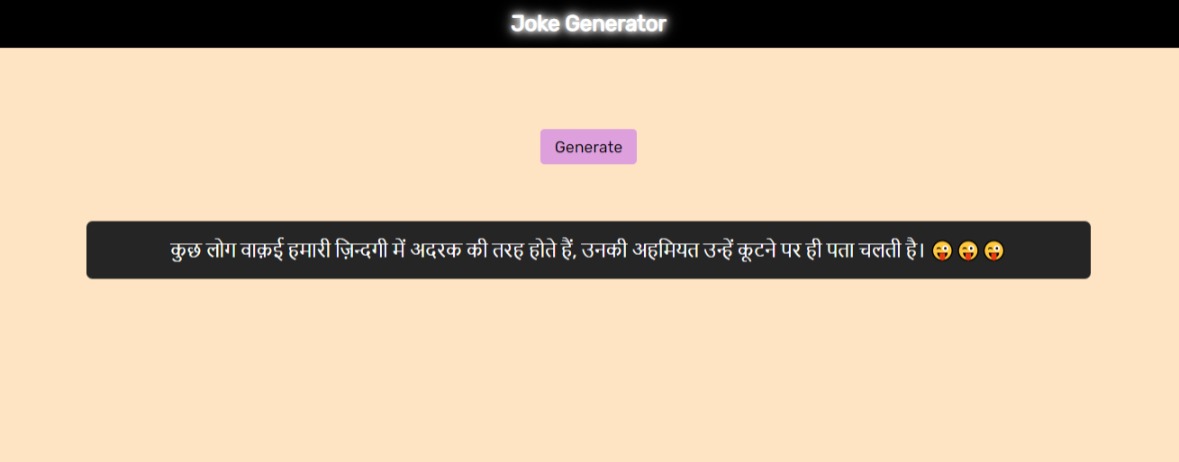 Joke Generator
Generate
कुछ लोग वाक़ई हमारी ज़िन्दगी में अदरक की तरह होते हैं, उनकी अहमियत उन्हें कूटने पर ही पता चलती है। 😜 😜 😜